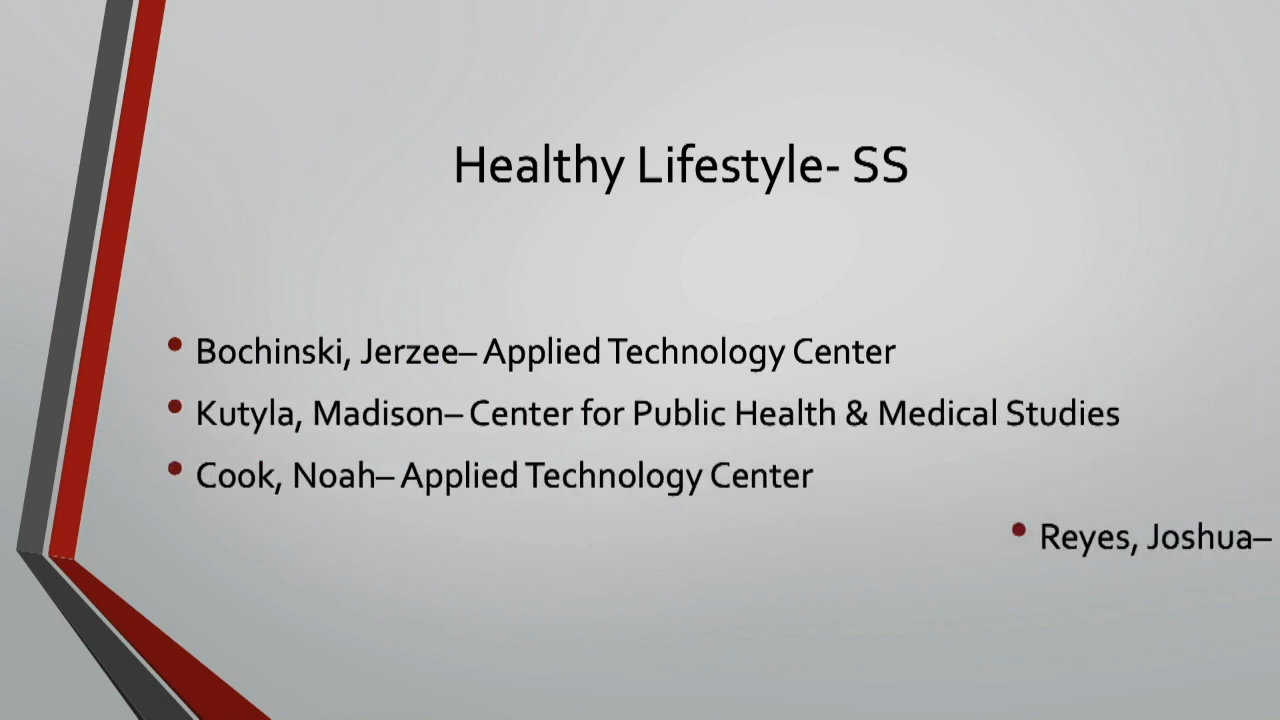 Healthy Lifestyle- SS
• Bochinski, Jerzee– Applied Technology Center
• Kutyla, Madison– Center for Public Health & Medical Studies
• Cook, Noah– Applied Technology Center
• Reyes, Joshua–